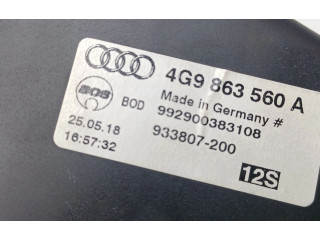 4G9 863 560 A
BOS
BOD
Made in Germany #
992900383108
25.05.18
933807-200
16:57:32
12S